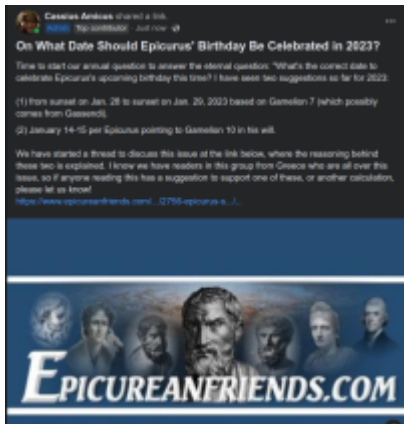 Cassius Amicus shared a link.
Admin Top contributor Just now
On What Date Should Epicurus' Birthday Be Celebrated in 2023?
Time to start our annual question to answer the eternal question: "What's the correct date to
celebrate Epicurus's upcoming birthday this time? I have seen two suggestions so far for 2023:
(1) from sunset on Jan. 28 to sunset on Jan. 29, 2023 based on Gamelion 7 (which possibly
comes from Gassendi).
(2) January 14-15 per Epicurus pointing to Gamelion 10 in his will.
We have started a thread to discuss this issue at the link below, where the reasoning behind
these two is explained. I know we have readers in this group from Greece who are all over this
issue, so if anyone reading this has a suggestion to support one of these, or another calculation,
please let us know!
https://www.epicureanfriends.com/.../2756-epicurus-s.../...
EPICUREANFRIENDS.COM